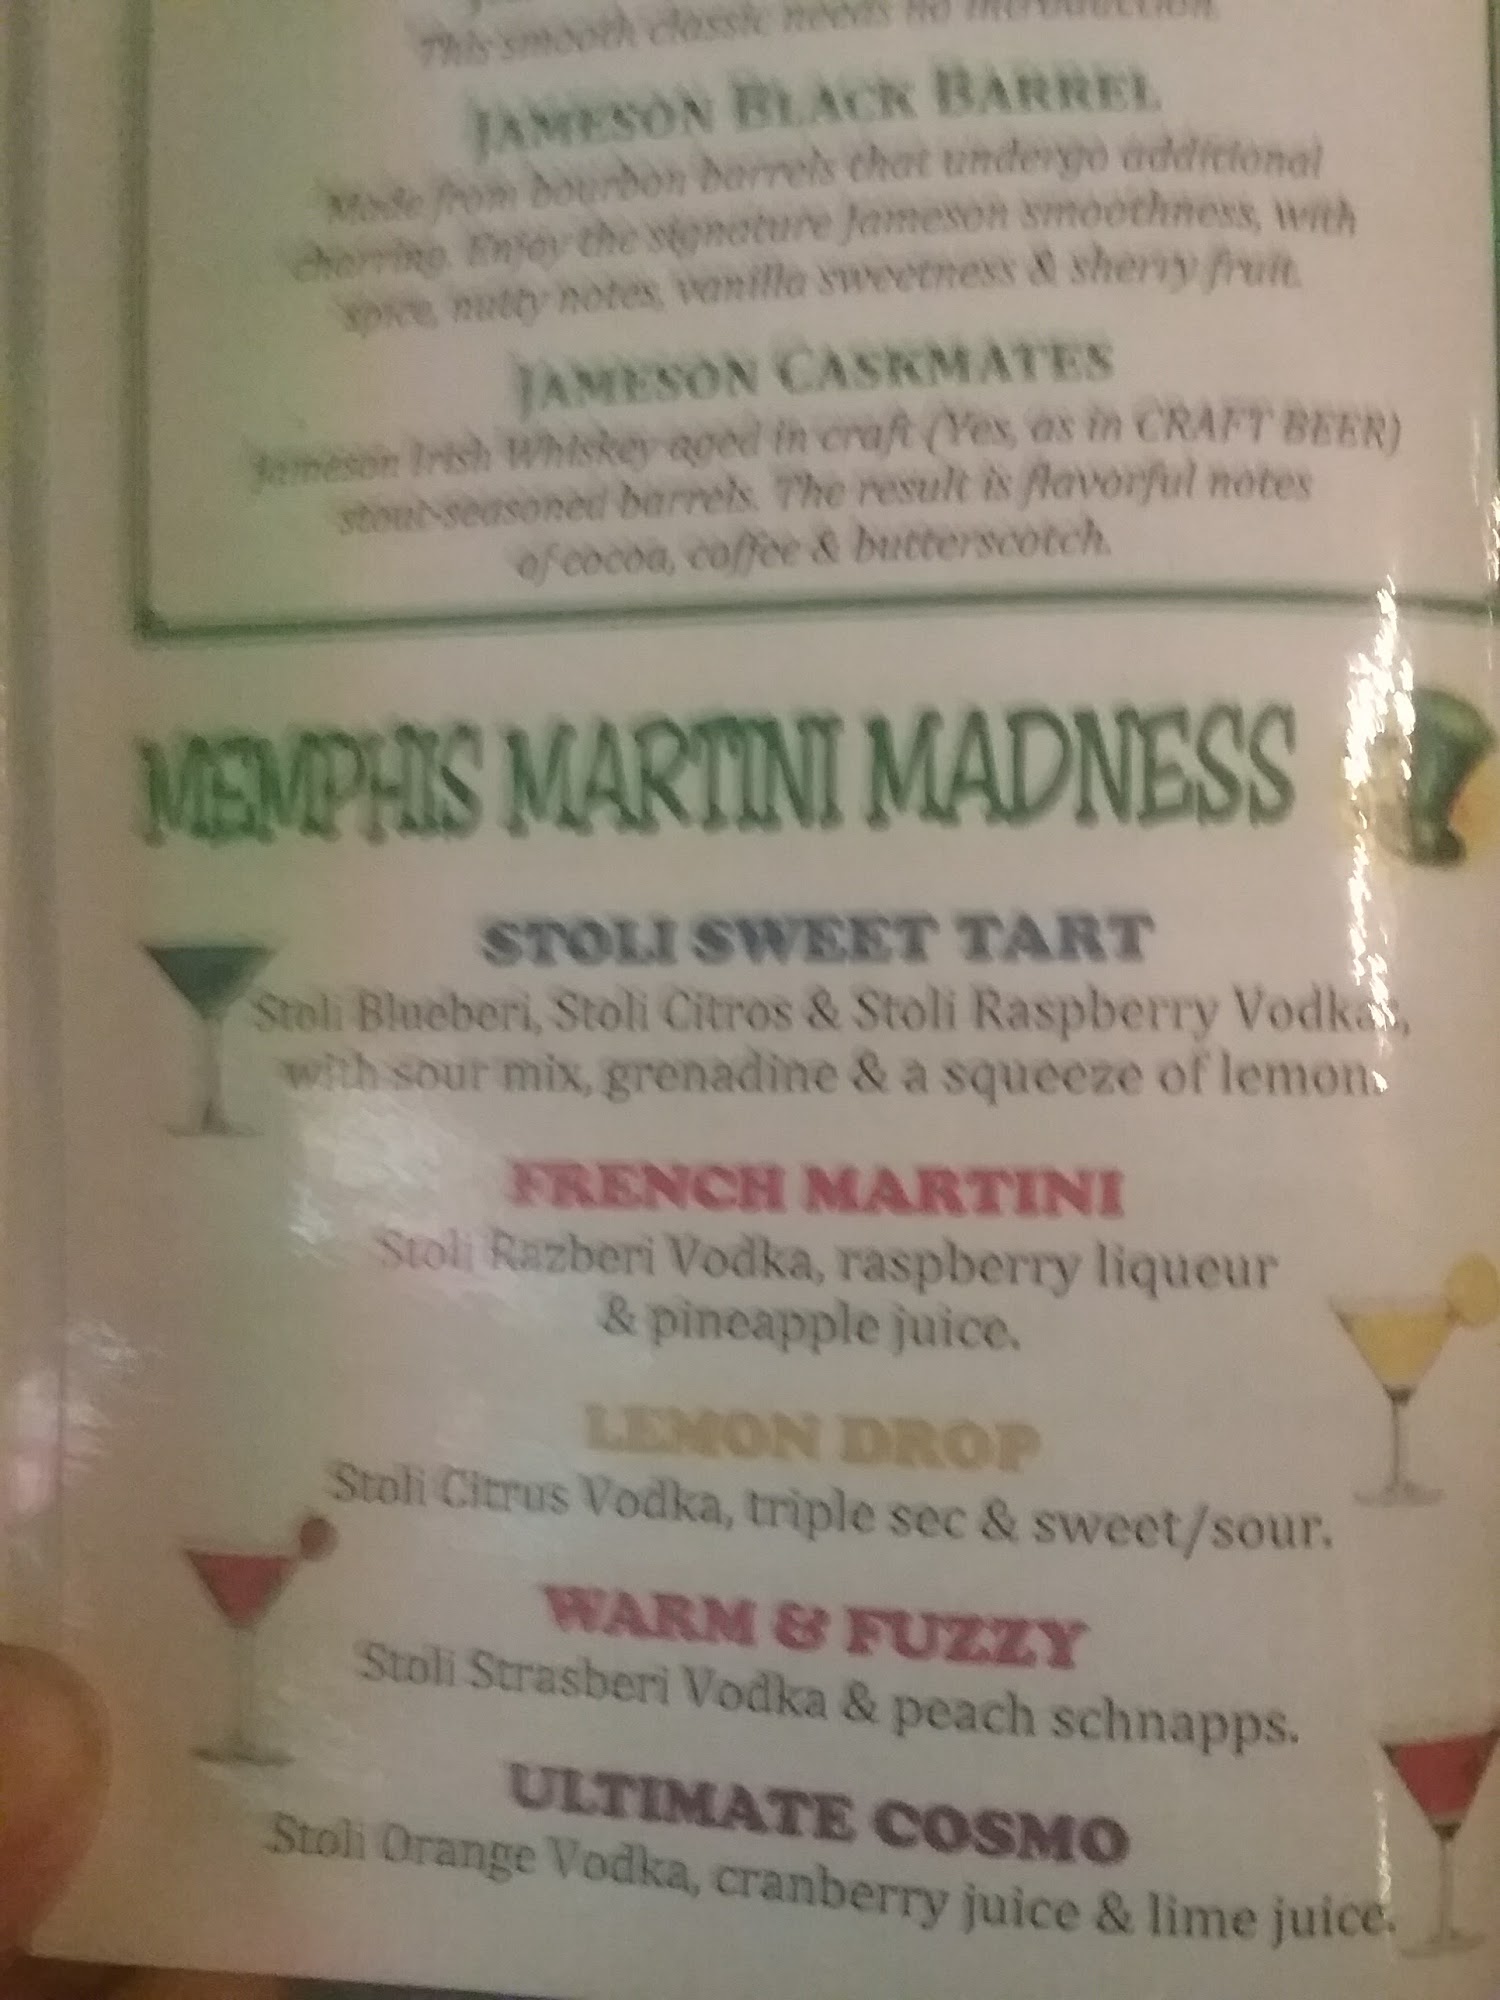 This smooth classic needs no introduction.
JAMESON BLACK BARREL
Made from bourbon barrels that undergo additional
charring. Enjoy the signature Jameson smoothness, with
spice, nutty notes, vanilla sweetness & sherry fruit.
JAMESON CASKMATES
Jameson Irish Whiskey aged in craft (Yes, as in CRAFT BEER)
stout-seasoned barrels. The result is flavorful notes
of cocoa, coffee & butterscotch.
MEMPHIS MARTINI MADNESS
STOLI SWEET TART
Stoli Blueberi, Stoli Citros & Stoli Raspberry Vodkas,
with sour mix, grenadine & a squeeze of lemon.
FRENCH MARTINI
Stoli Razberi Vodka, raspberry liqueur
& pineapple juice.
LEMON DROP
Stoli Citrus Vodka, triple sec & sweet/sour.
WARM & FUZZY
Stoli Strasberi Vodka & peach schnapps.
ULTIMATE COSMO
Stoli Orange Vodka, cranberry juice & lime juice.